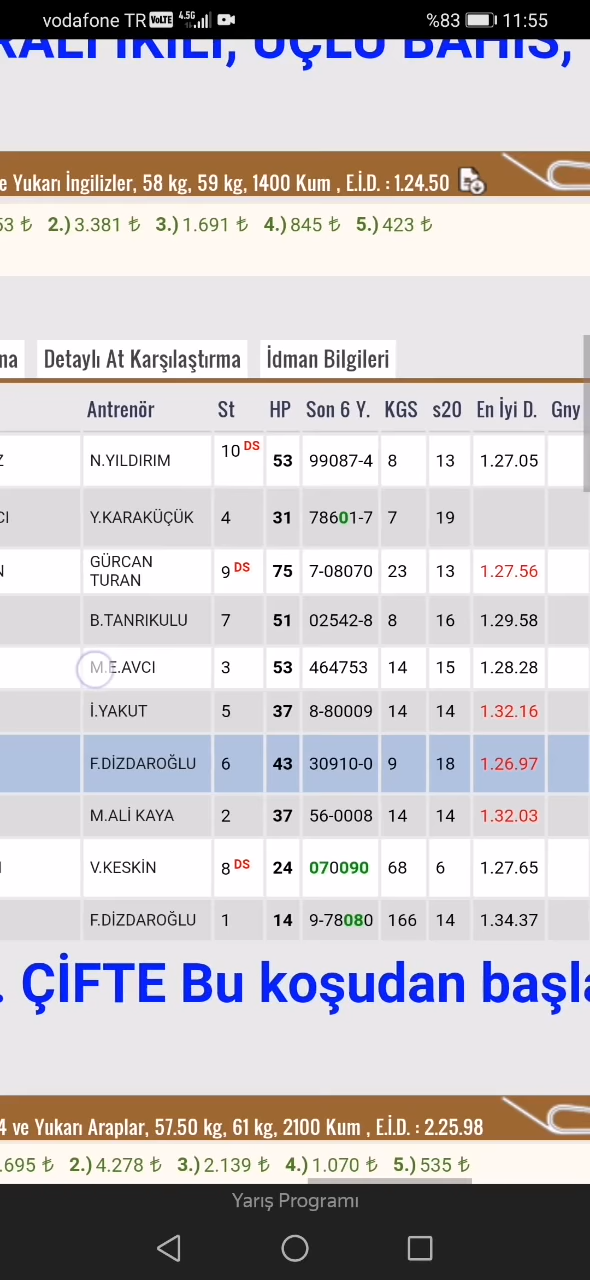 vodafone TR VoLTE 4.5G %83 11:55
İKİLİ, ÜÇLÜ BAHİS,
e Yukarı İngilizler, 58 kg, 59 kg, 1400 Kum , E.İ.D. : 1.24.50
53 ₺ 2.) 3.381 ₺ 3.) 1.691 ₺ 4.) 845 ₺ 5.) 423 ₺
ma Detaylı At Karşılaştırma İdman Bilgileri
Antrenör St HP Son 6 Y. KGS s20 En İyi D. Gny
Z N.YILDIRIM 10 DS 53 99087-4 8 13 1.27.05
CI Y.KARAKÜÇÜK 4 31 78601-7 7 19
N GÜRCAN TURAN 9 DS 75 7-08070 23 13 1.27.56
B.TANRIKULU 7 51 02542-8 8 16 1.29.58
M.E.AVCI 3 53 464753 14 15 1.28.28
İ.YAKUT 5 37 8-80009 14 14 1.32.16
F.DİZDAROĞLU 6 43 30910-0 9 18 1.26.97
M.ALİ KAYA 2 37 56-0008 14 14 1.32.03
V.KESKİN 8 DS 24 070090 68 6 1.27.65
F.DİZDAROĞLU 1 14 9-78080 166 14 1.34.37
. ÇİFTE Bu koşudan başla
4 ve Yukarı Araplar, 57.50 kg, 61 kg, 2100 Kum , E.İ.D. : 2.25.98
.695 ₺ 2.) 4.278 ₺ 3.) 2.139 ₺ 4.) 1.070 ₺ 5.) 535 ₺
Yarış Programı